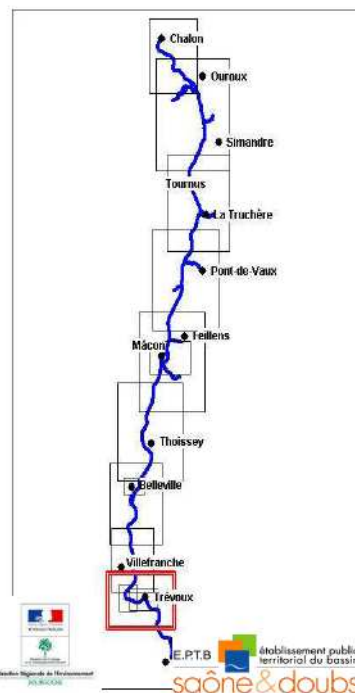 Chalon
Ouroux
Simandre
Tournus
La Truchère
Pont-de-Vaux
Feillens
Mâcon
Thoissey
Belleville
Villefranche
Trévoux
E.P.T.B
établissement public
territorial du bassin
saône&doubs